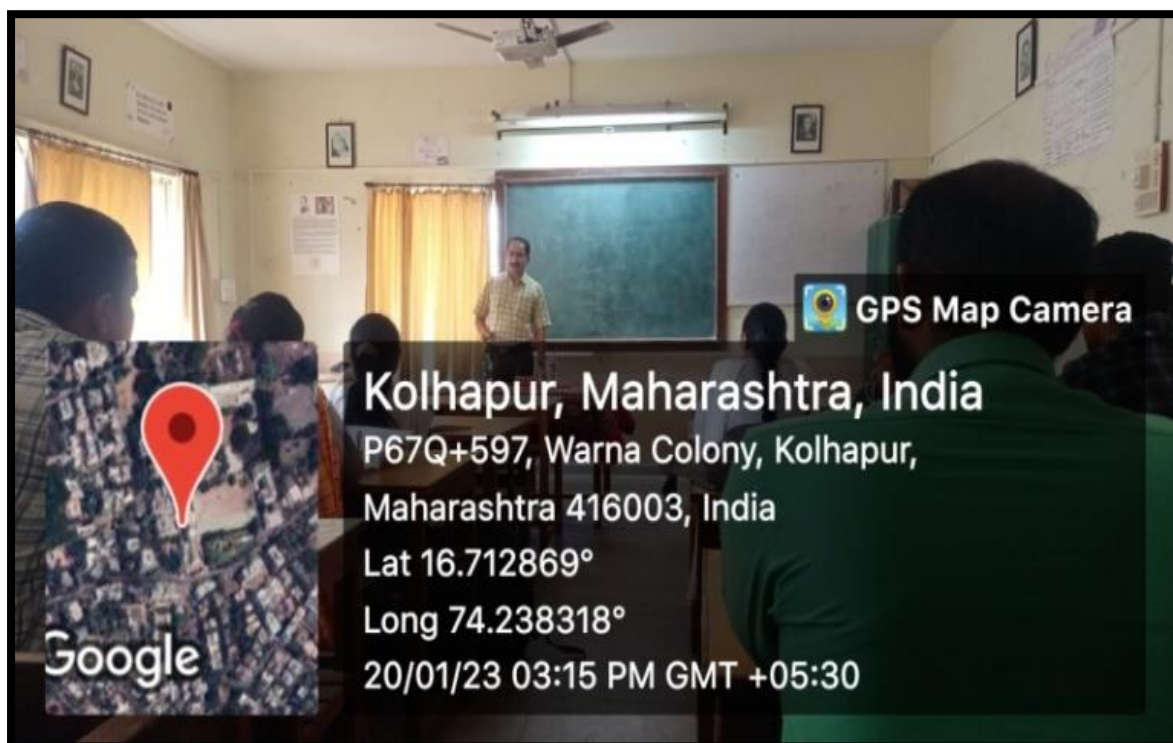 GPS Map Camera
Kolhapur, Maharashtra, India
P67Q+597, Warna Colony, Kolhapur,
Maharashtra 416003, India
Lat 16.712869°
Long 74.238318°
20/01/23 03:15 PM GMT +05:30
Google